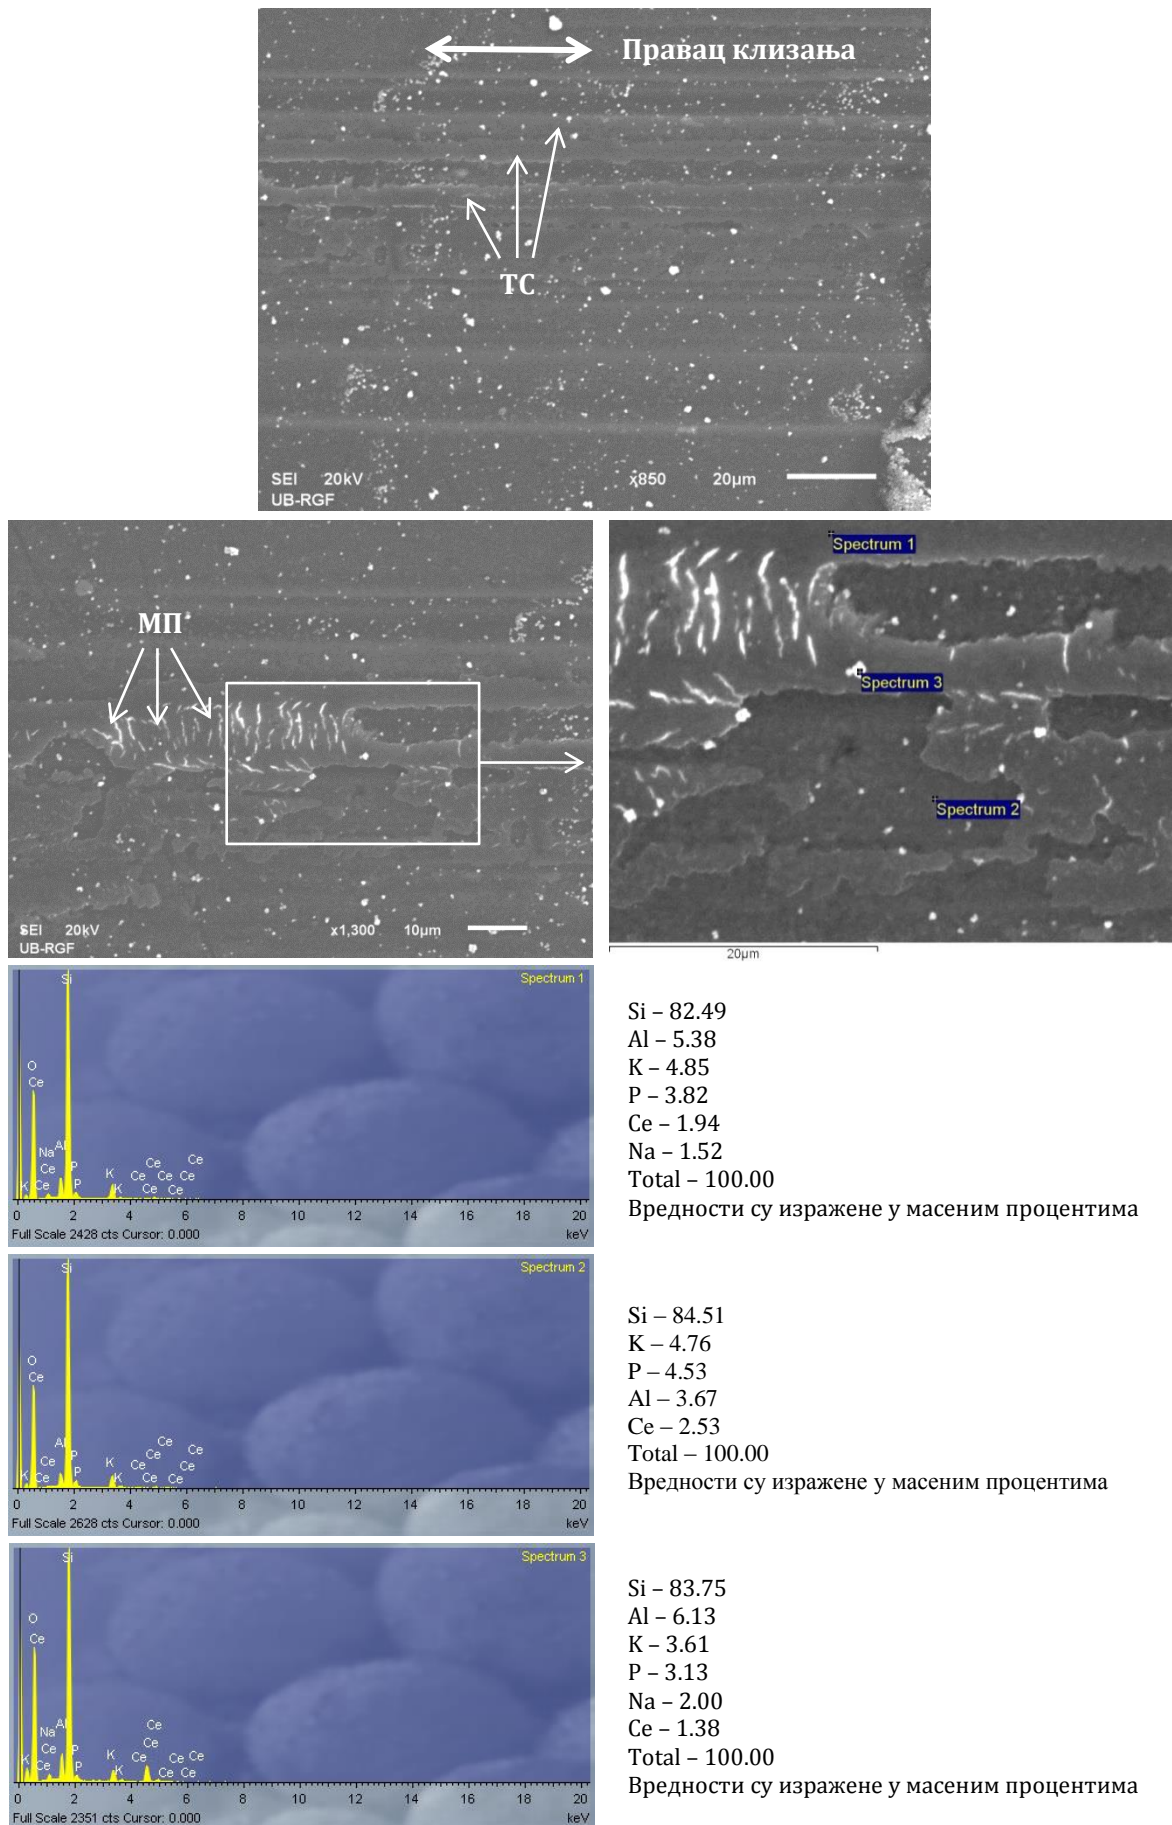 Правац клизања
ТС
SEI 20kV x850 20µm
UB-RGF
МП
SEI 20kV x1,300 10µm
UB-RGF
Spectrum 1
Spectrum 3
Spectrum 2
20µm
Spectrum 1
Si
O
Ce
Na Al P
Ce
K Ce P K K Ce Ce Ce Ce Ce Ce Ce
0 2 4 6 8 10 12 14 16 18 20
Full Scale 2428 cts Cursor: 0.000 keV
Si – 82.49
Al – 5.38
K – 4.85
P – 3.82
Ce – 1.94
Na – 1.52
Total – 100.00
Вредности су изражене у масеним процентима
Spectrum 2
Si
O
Ce
Ce Al P
K Ce P K K Ce Ce Ce Ce Ce Ce Ce
0 2 4 6 8 10 12 14 16 18 20
Full Scale 2628 cts Cursor: 0.000 keV
Si – 84.51
K – 4.76
P – 4.53
Al – 3.67
Ce – 2.53
Total – 100.00
Вредности су изражене у масеним процентима
Spectrum 3
Si
O
Ce
Na Al P
Ce
K Ce P K K Ce Ce Ce Ce Ce Ce Ce
0 2 4 6 8 10 12 14 16 18 20
Full Scale 2351 cts Cursor: 0.000 keV
Si – 83.75
Al – 6.13
K – 3.61
P – 3.13
Na – 2.00
Ce – 1.38
Total – 100.00
Вредности су изражене у масеним процентима